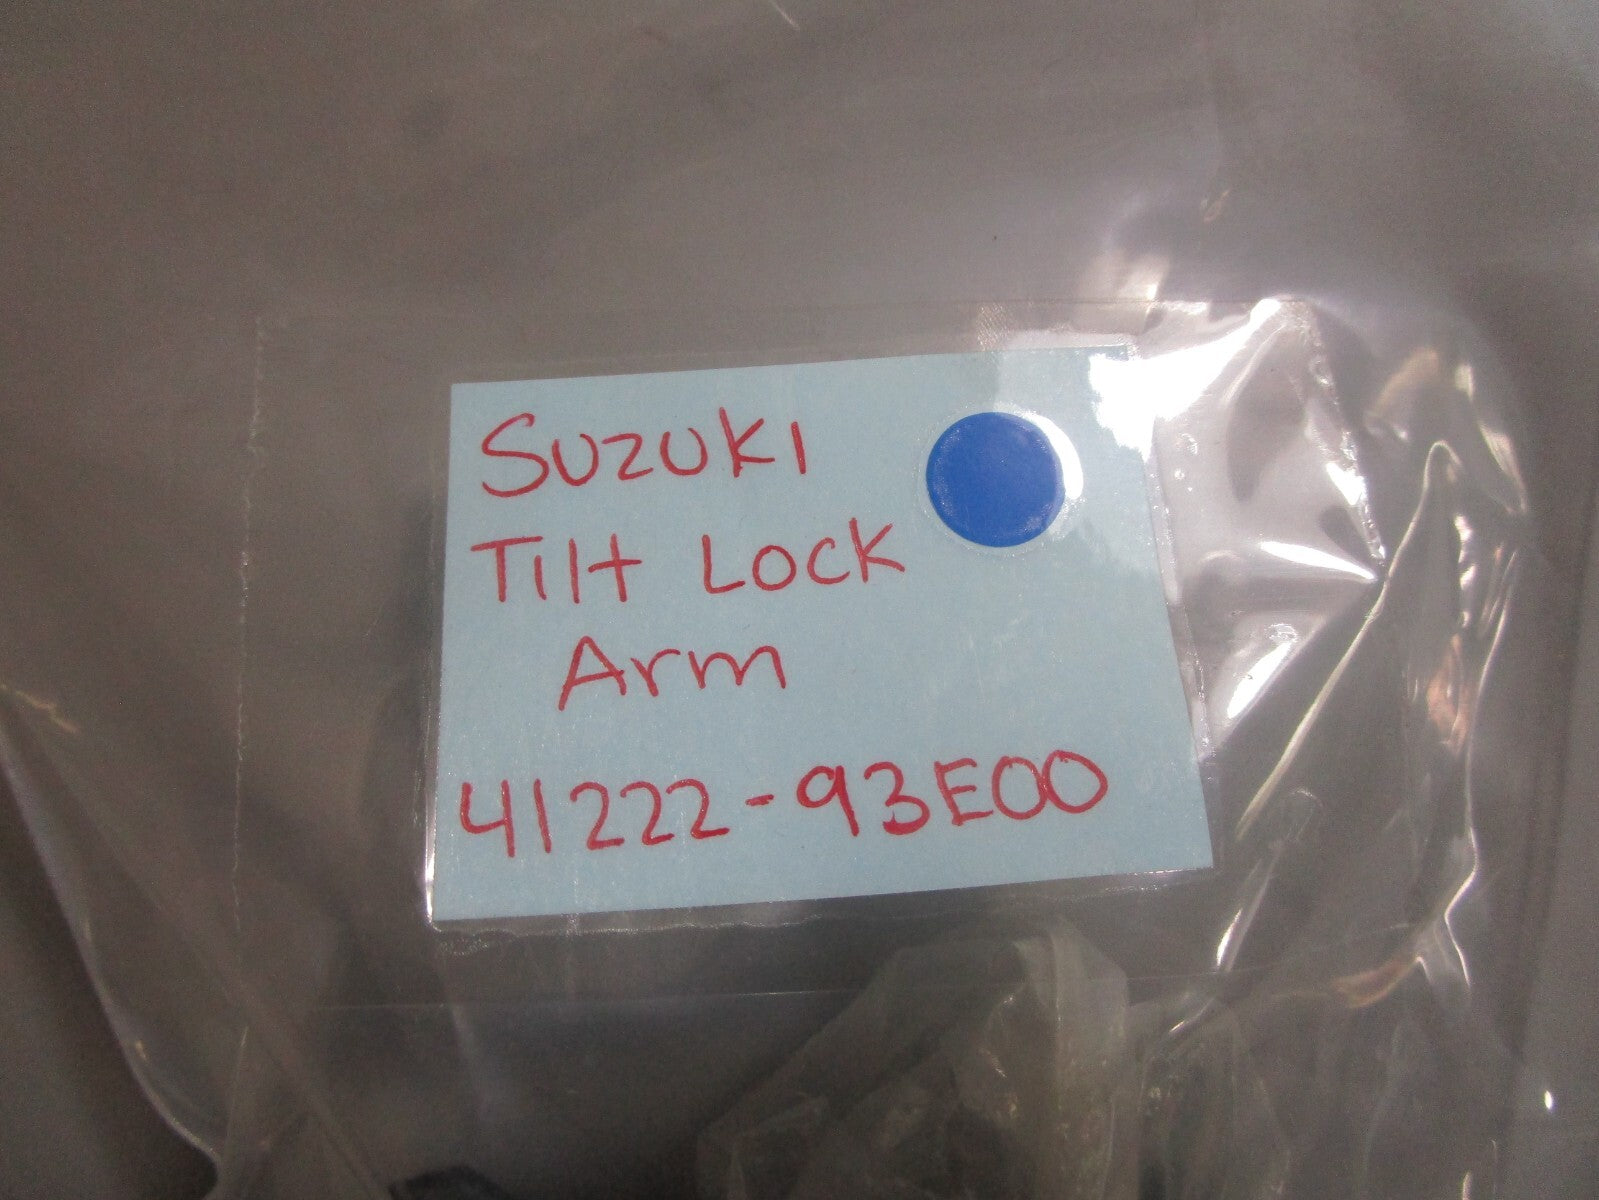 Suzuki
Tilt Lock
Arm
41222-93E00